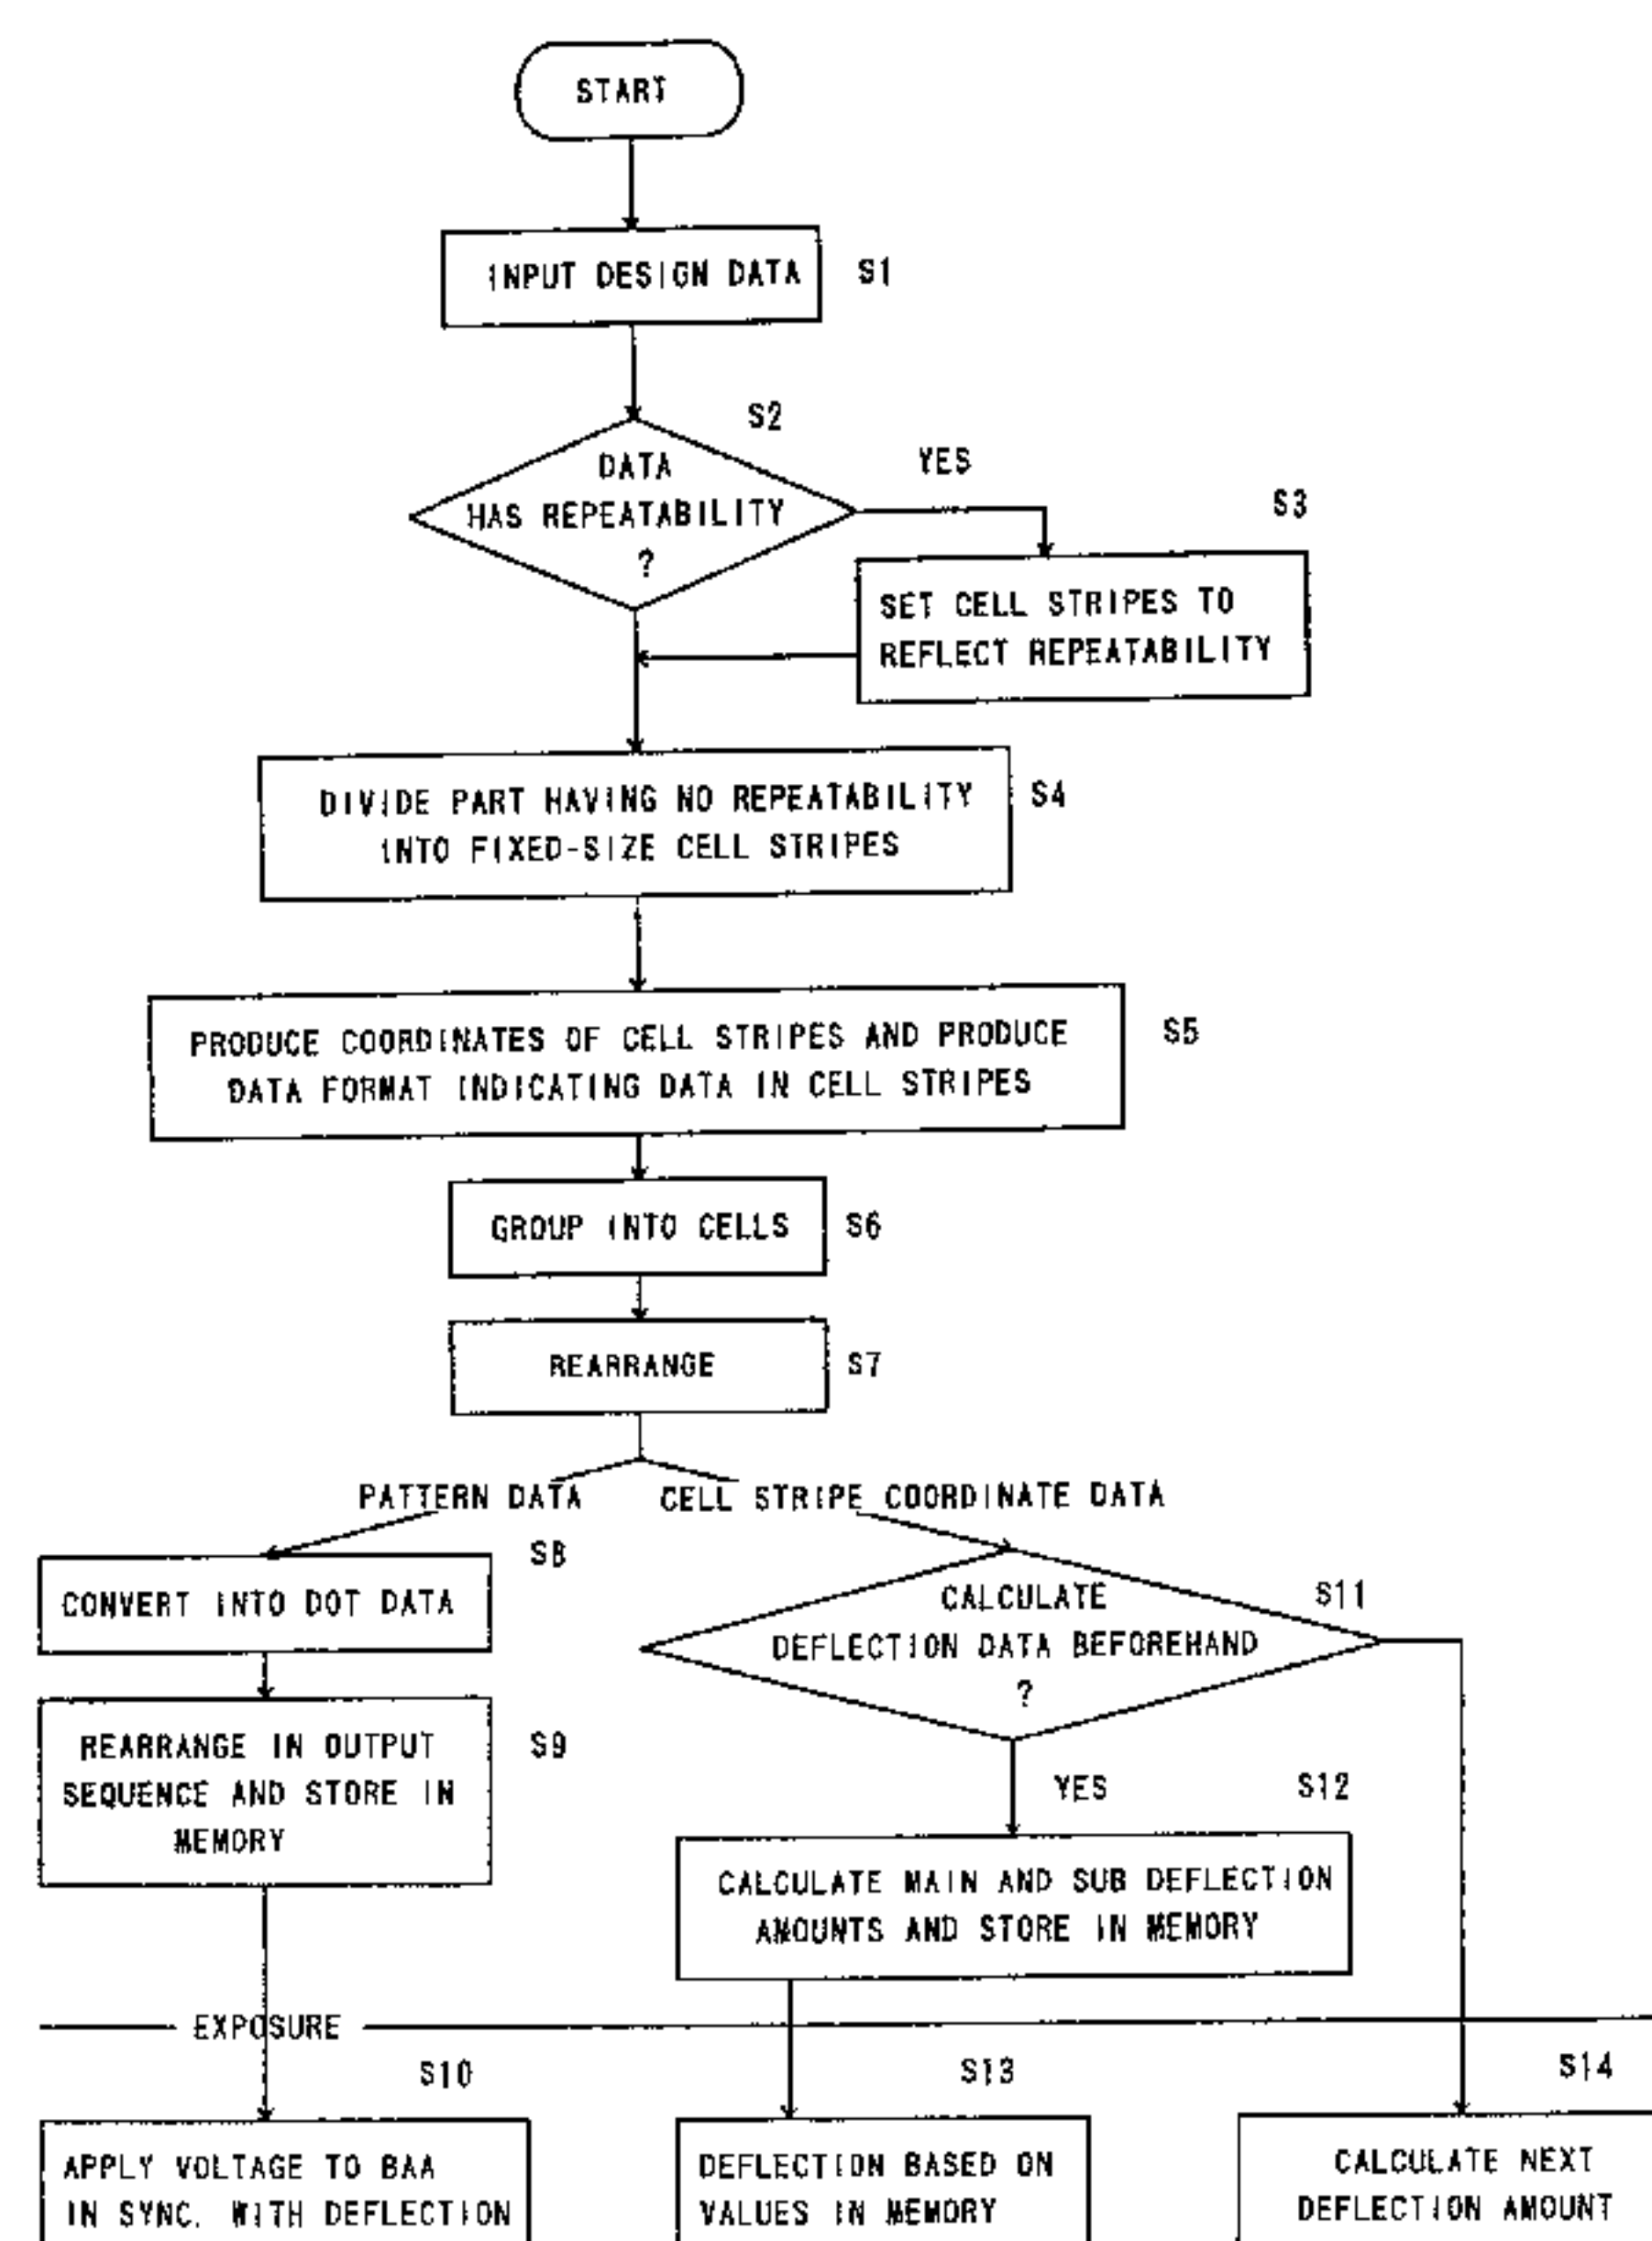 START
INPUT DESIGN DATA
S1
S2
DATA
HAS REPEATABILITY
?
YES
S3
SET CELL STRIPES TO
REFLECT REPEATABILITY
DIVIDE PART HAVING NO REPEATABILITY
INTO FIXED-SIZE CELL STRIPES
S4
PRODUCE COORDINATES OF CELL STRIPES AND PRODUCE
DATA FORMAT INDICATING DATA IN CELL STRIPES
S5
GROUP INTO CELLS
S6
REARRANGE
S7
PATTERN DATA
CELL STRIPE COORDINATE DATA
S8
CONVERT INTO DOT DATA
REARRANGE IN OUTPUT
SEQUENCE AND STORE IN
MEMORY
S9
CALCULATE
DEFLECTION DATA BEFOREHAND
?
S11
YES
S12
CALCULATE MAIN AND SUB DEFLECTION
AMOUNTS AND STORE IN MEMORY
EXPOSURE
S10
APPLY VOLTAGE TO BAA
IN SYNC. WITH DEFLECTION
S13
DEFLECTION BASED ON
VALUES IN MEMORY
S14
CALCULATE NEXT
DEFLECTION AMOUNT